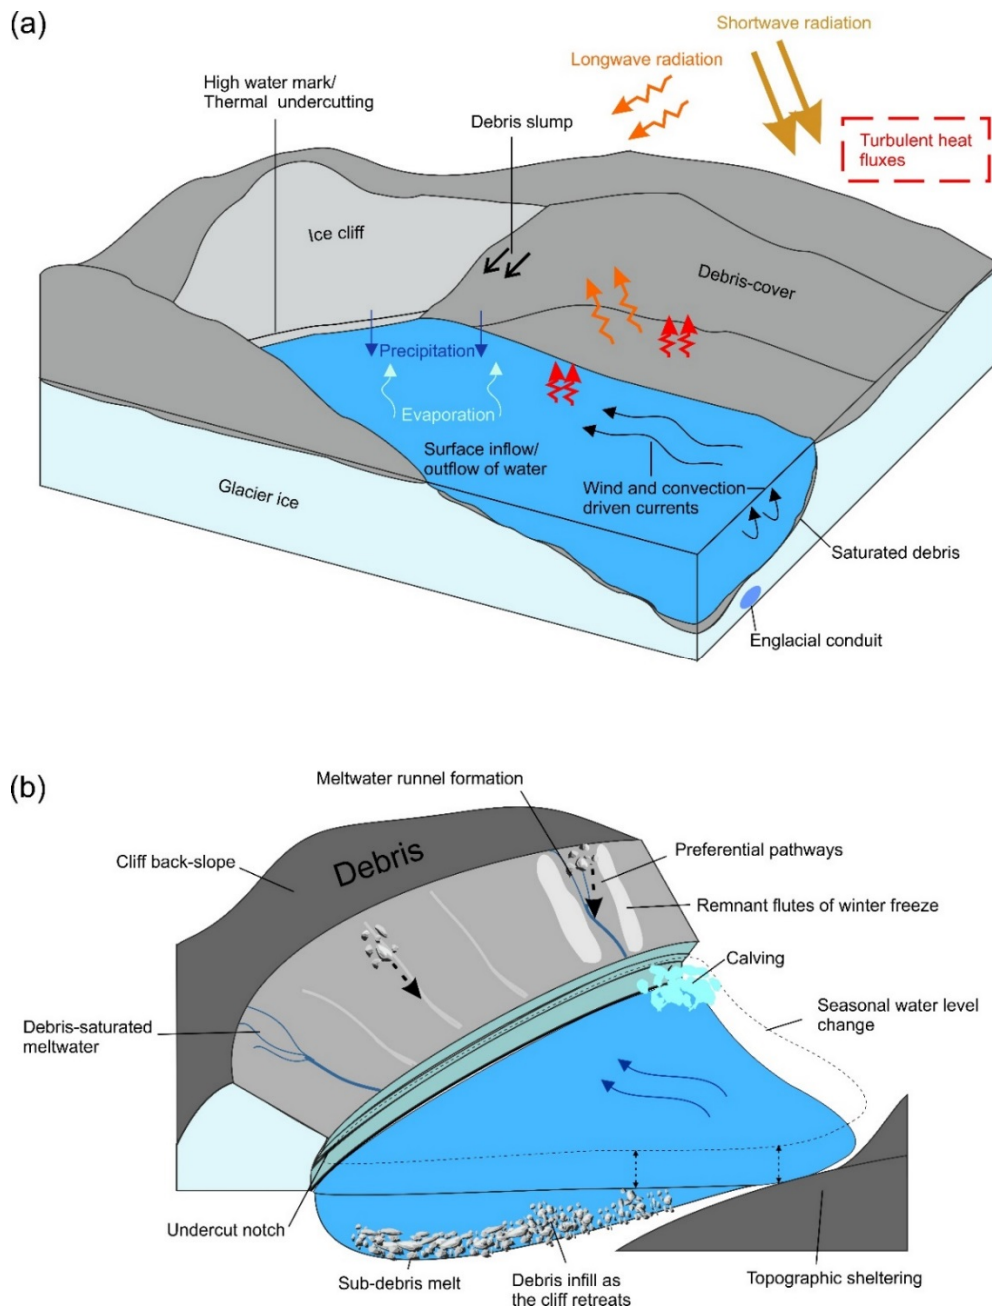 (a)
Shortwave radiation
Longwave radiation
High water mark/
Thermal undercutting
Debris slump
Turbulent heat
fluxes
Ice cliff
Debris-cover
Precipitation
Evaporation
Surface inflow/
outflow of water
Glacier ice
Wind and convection
driven currents
Saturated debris
Englacial conduit
(b)
Meltwater runnel formation
Cliff back-slope
Debris
Preferential pathways
Remnant flutes of winter freeze
Calving
Seasonal water level
change
Debris-saturated
meltwater
Undercut notch
Sub-debris melt
Debris infill as
the cliff retreats
Topographic sheltering